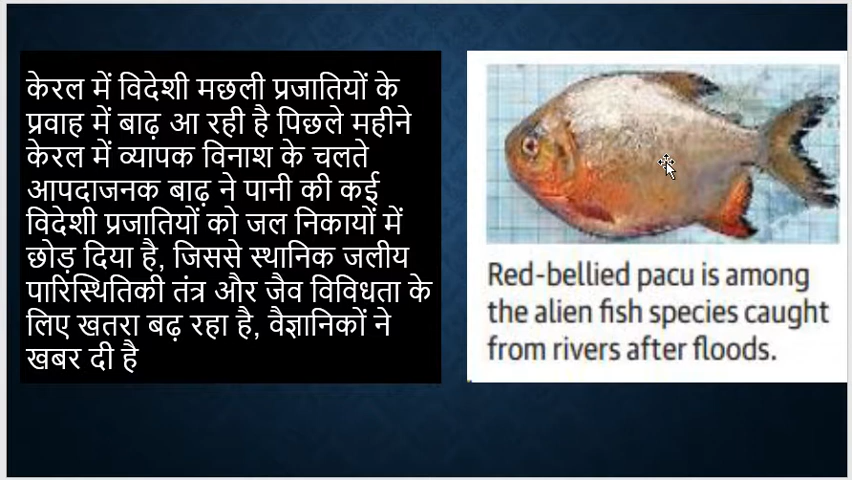 केरल में विदेशी मछली प्रजातियों के
प्रवाह में बाढ़ आ रही है पिछले महीने
केरल में व्यापक विनाश के चलते
आपदाजनक बाढ़ ने पानी की कई
विदेशी प्रजातियों को जल निकायों में
छोड़ दिया है, जिससे स्थानिक जलीय
पारिस्थितिकी तंत्र और जैव विविधता के
लिए खतरा बढ़ रहा है, वैज्ञानिकों ने
खबर दी है
Red-bellied pacu is among
the alien fish species caught
from rivers after floods.